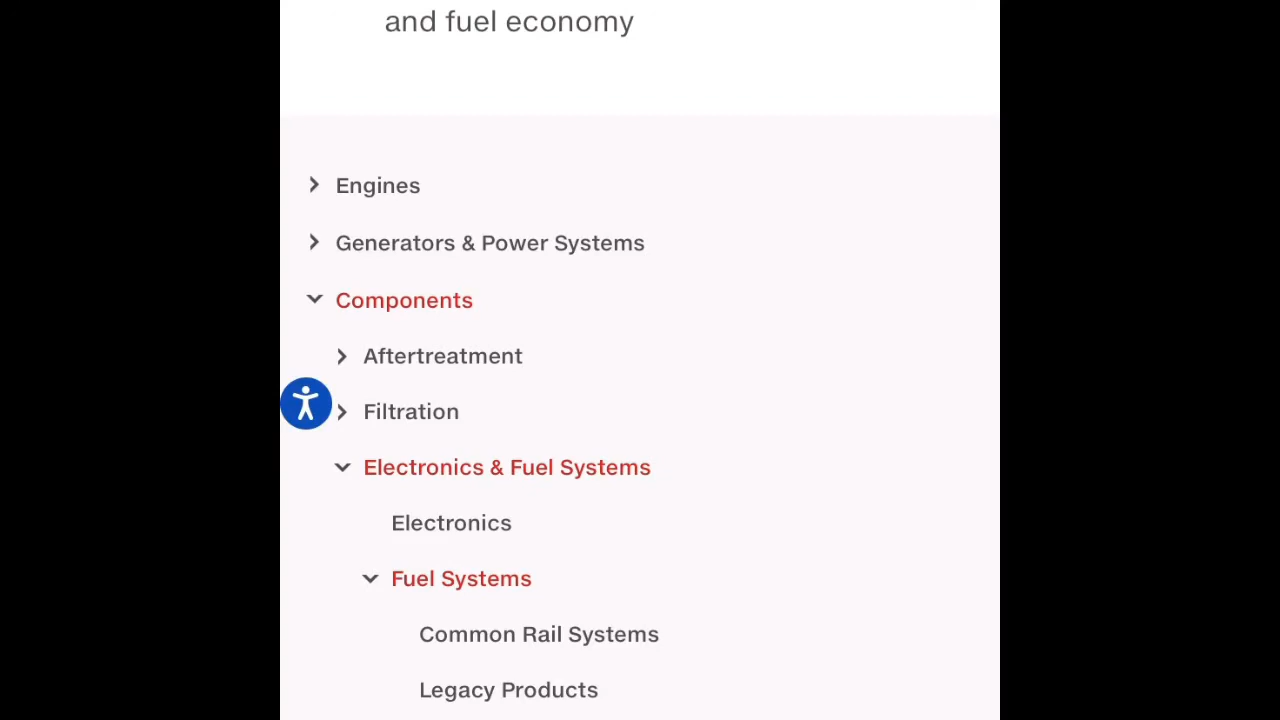 and fuel economy
Engines
Generators & Power Systems
Components
Aftertreatment
Filtration
Electronics & Fuel Systems
Electronics
Fuel Systems
Common Rail Systems
Legacy Products